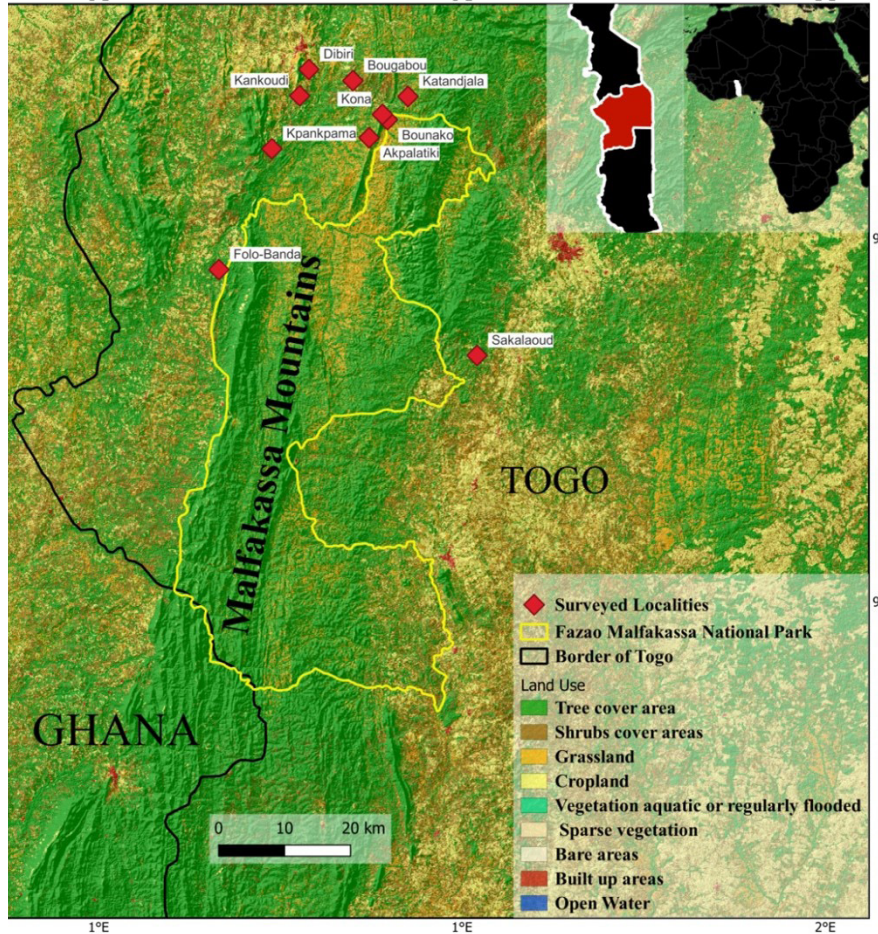 Dibiri
Bougabou
Kankoudi
Katandjala
Kona
Kpankpama
Bounako
Akpalatiki
Folo-Banda
Malfakassa Mountains
Sakalaoud
TOGO
GHANA
Surveyed Localities
Fazao Malfakassa National Park
Border of Togo
Land Use
Tree cover area
Shrubs cover areas
Grassland
Cropland
Vegetation aquatic or regularly flooded
Sparse vegetation
Bare areas
Built up areas
Open Water
0 10 20 km
9
9
1°E 1°E 2°E